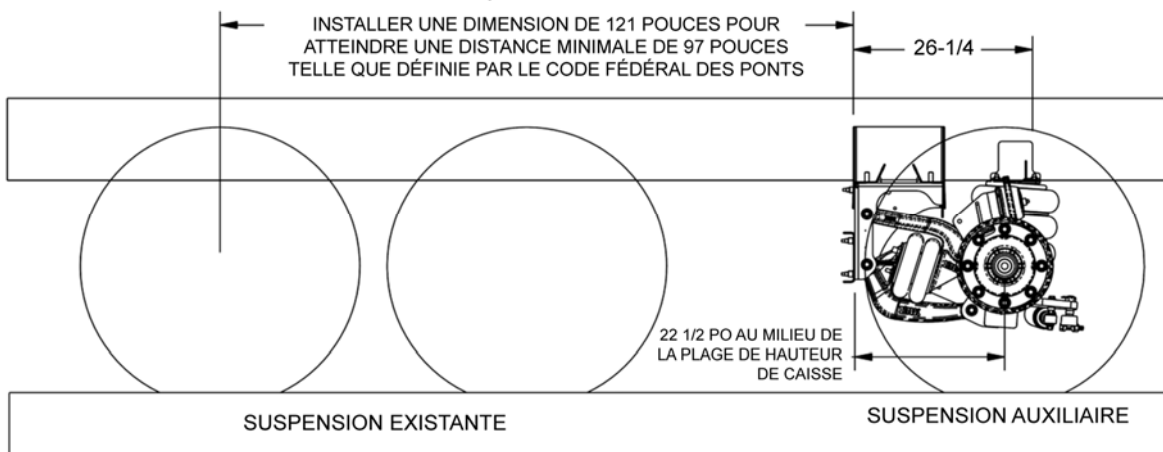 INSTALLER UNE DIMENSION DE 121 POUCES POUR
ATTEINDRE UNE DISTANCE MINIMALE DE 97 POUCES
TELLE QUE DÉFINIE PAR LE CODE FÉDÉRAL DES PONTS
26-1/4
22 1/2 PO AU MILIEU DE
LA PLAGE DE HAUTEUR
DE CAISSE
SUSPENSION EXISTANTE
SUSPENSION AUXILIAIRE